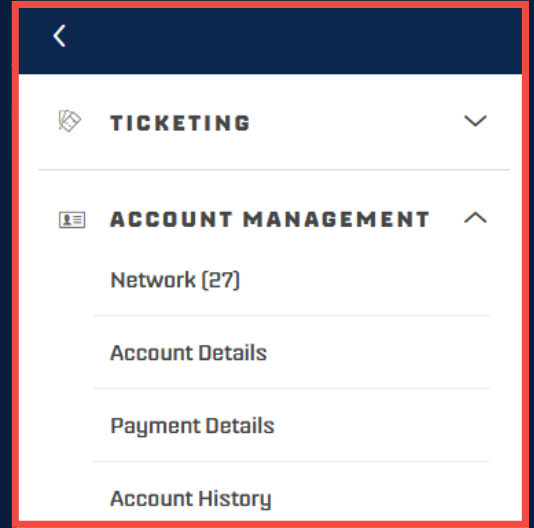 TICKETING
ACCOUNT MANAGEMENT
Network (27)
Account Details
Payment Details
Account History